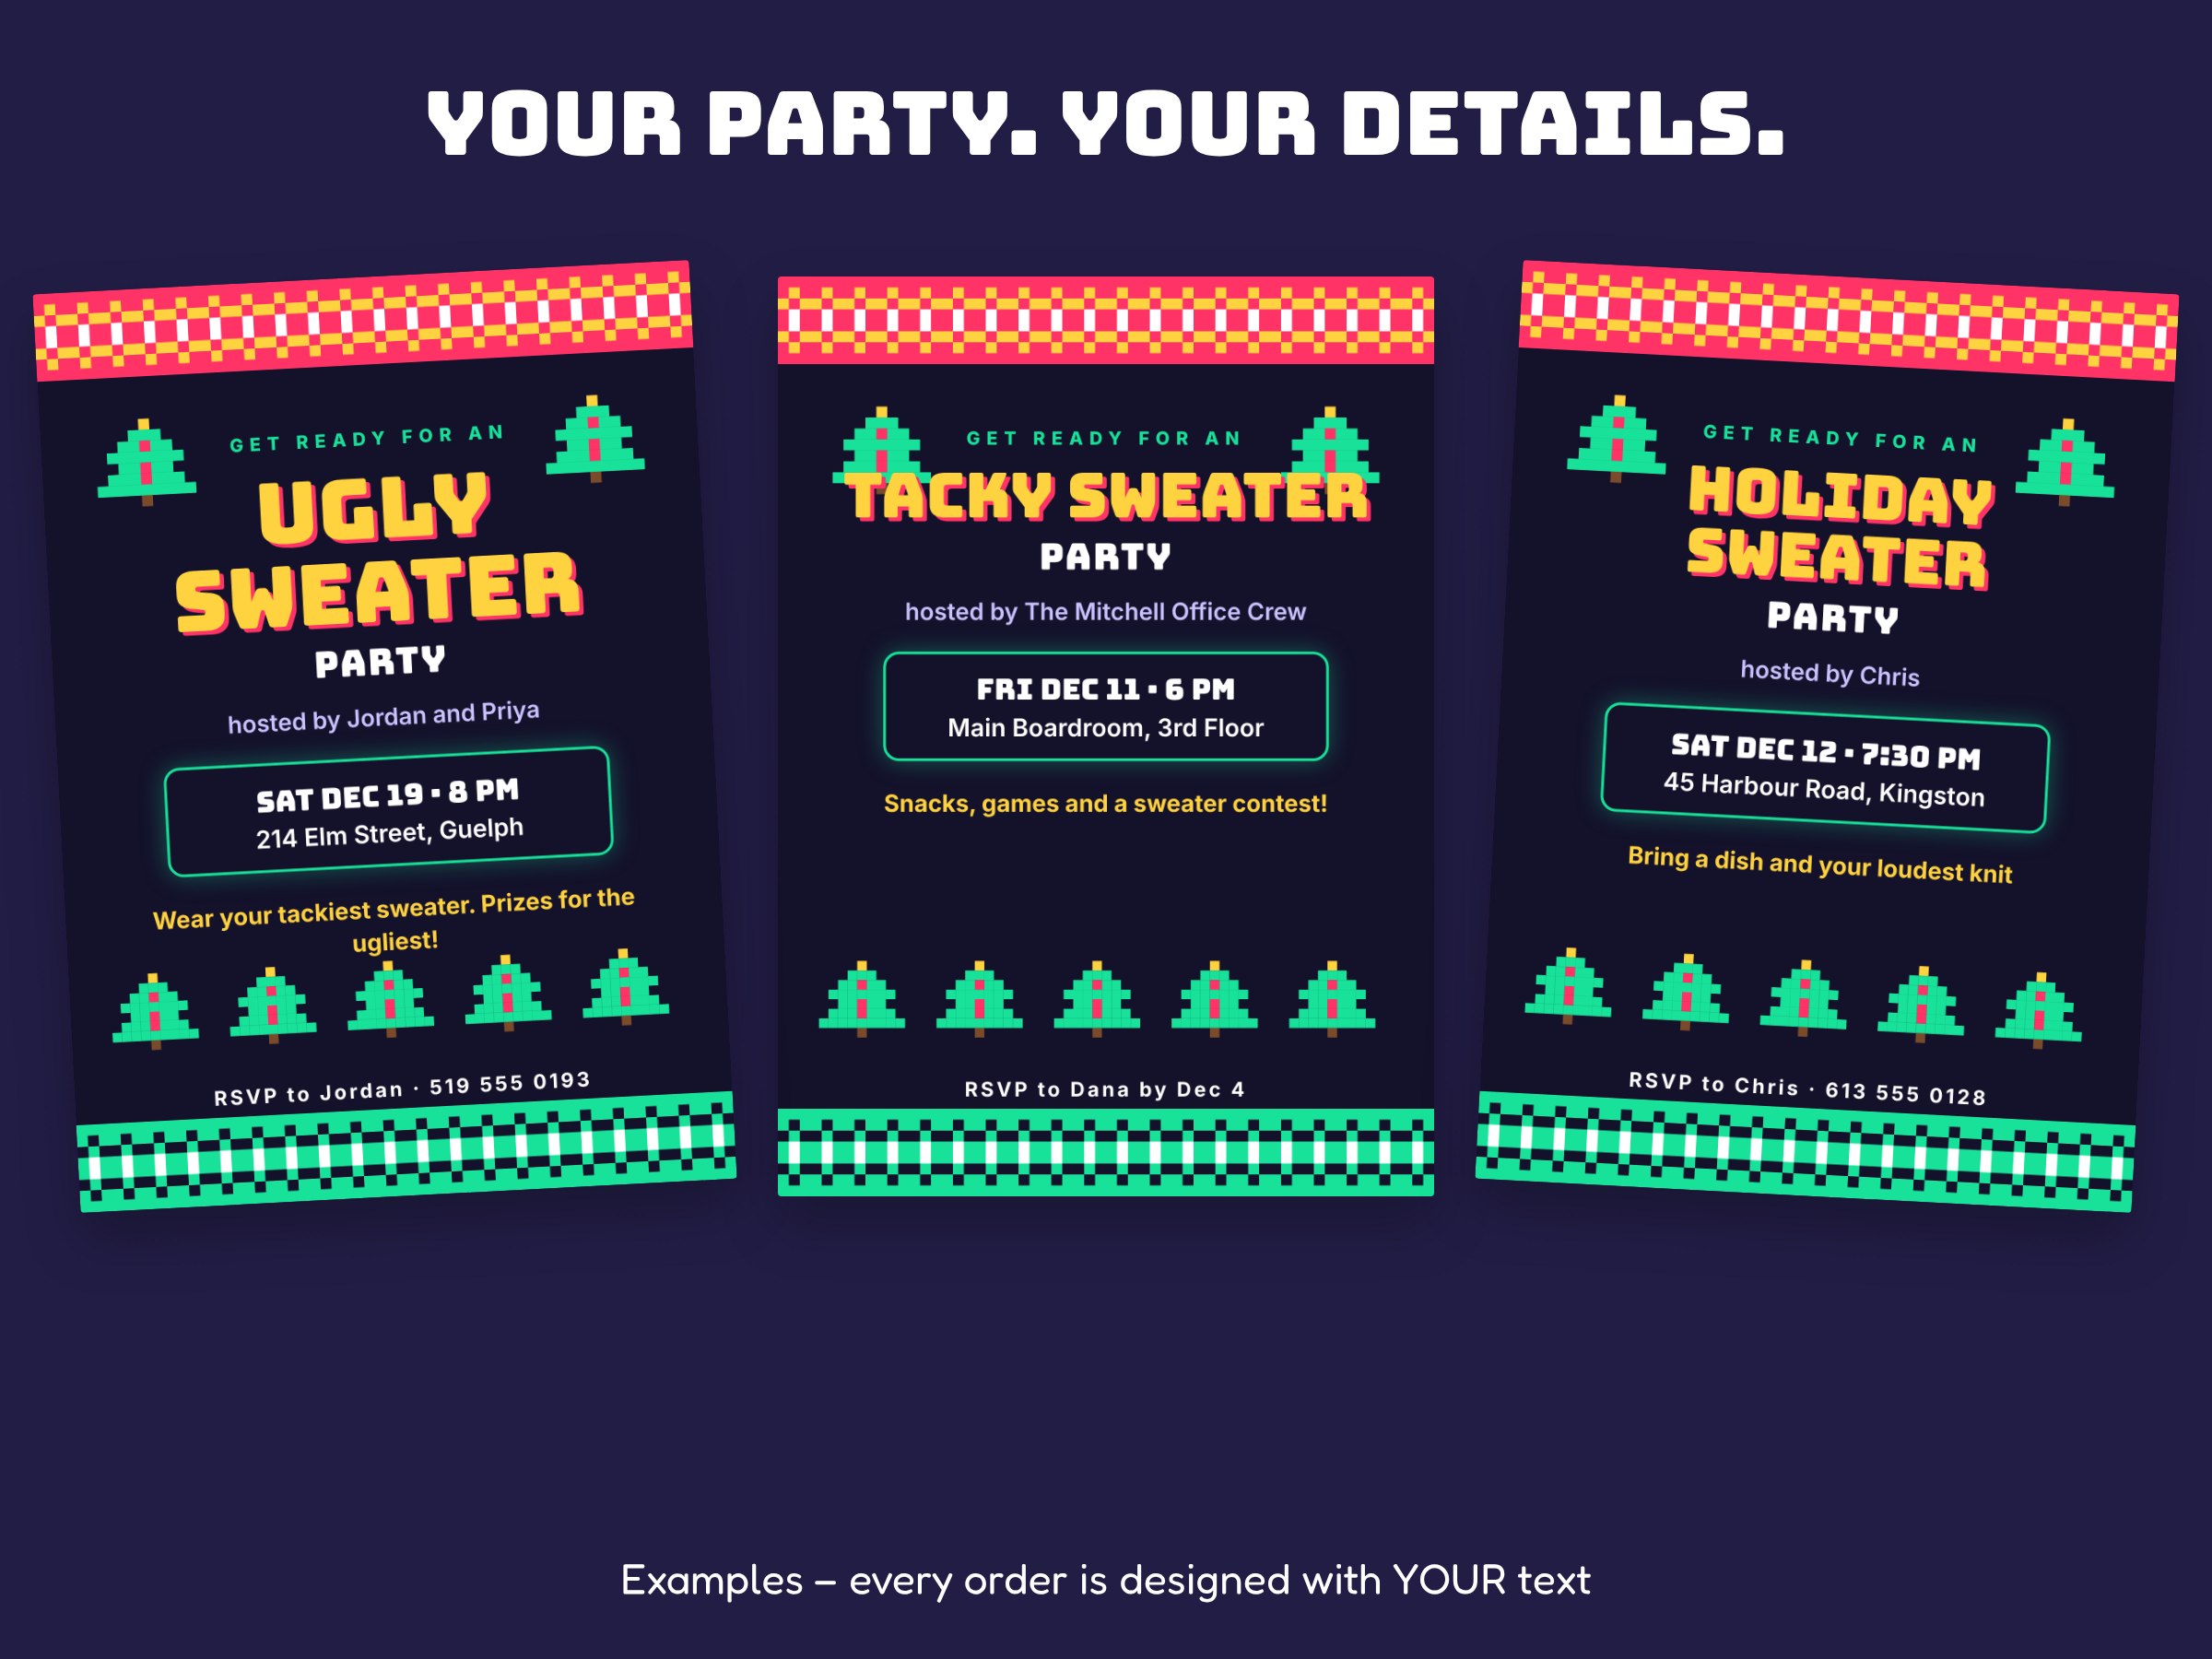 YOUR PARTY. YOUR DETAILS.
GET READY FOR AN
UGLY
SWEATER
PARTY
hosted by Jordan and Priya
SAT DEC 19 · 8 PM
214 Elm Street, Guelph
Wear your tackiest sweater. Prizes for the
ugliest!
RSVP to Jordan · 519 555 0193
GET READY FOR AN
TACKY SWEATER
PARTY
hosted by The Mitchell Office Crew
FRI DEC 11 · 6 PM
Main Boardroom, 3rd Floor
Snacks, games and a sweater contest!
RSVP to Dana by Dec 4
GET READY FOR AN
HOLIDAY
SWEATER
PARTY
hosted by Chris
SAT DEC 12 · 7:30 PM
45 Harbour Road, Kingston
Bring a dish and your loudest knit
RSVP to Chris · 613 555 0128
Examples – every order is designed with YOUR text